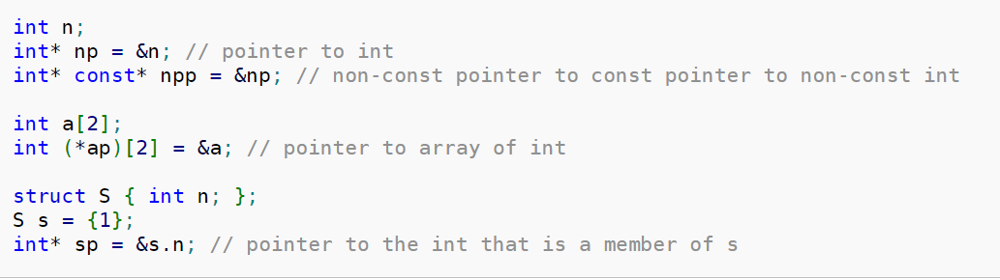 int n;
int* np = &n; // pointer to int
int* const* npp = &np; // non-const pointer to const pointer to non-const int
int a[2];
int (*ap)[2] = &a; // pointer to array of int
struct S { int n; };
S s = {1};
int* sp = &s.n; // pointer to the int that is a member of s